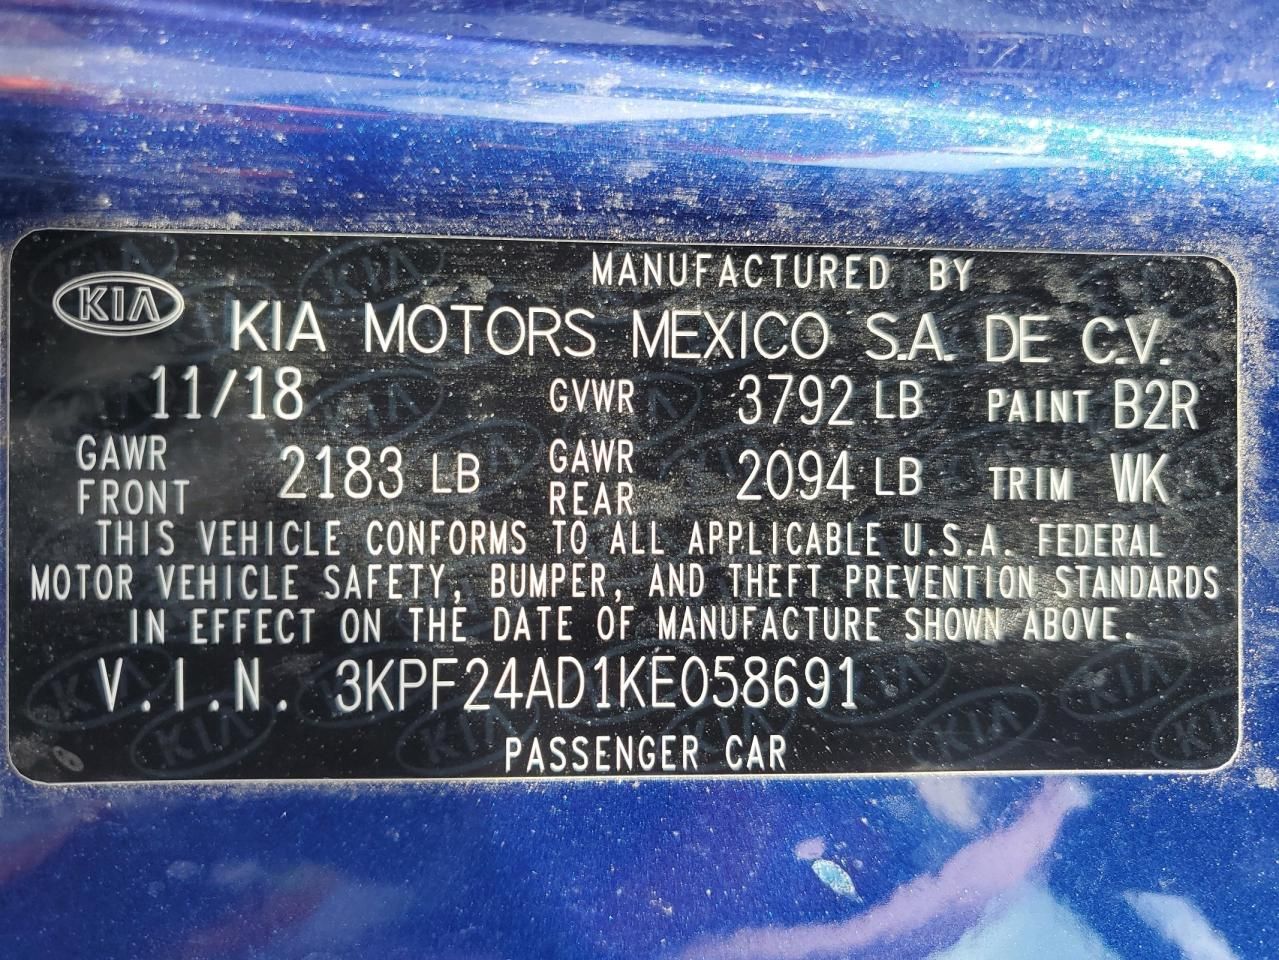 MANUFACTURED BY
KIA
KIA MOTORS MEXICO S.A. DE C.V.
11/18 GVWR 3792 LB PAINT B2R
GAWR FRONT 2183 LB GAWR REAR 2094 LB TRIM WK
THIS VEHICLE CONFORMS TO ALL APPLICABLE U.S.A. FEDERAL
MOTOR VEHICLE SAFETY, BUMPER, AND THEFT PREVENTION STANDARDS
IN EFFECT ON THE DATE OF MANUFACTURE SHOWN ABOVE.
V.I.N. 3KPF24AD1KE058691
PASSENGER CAR